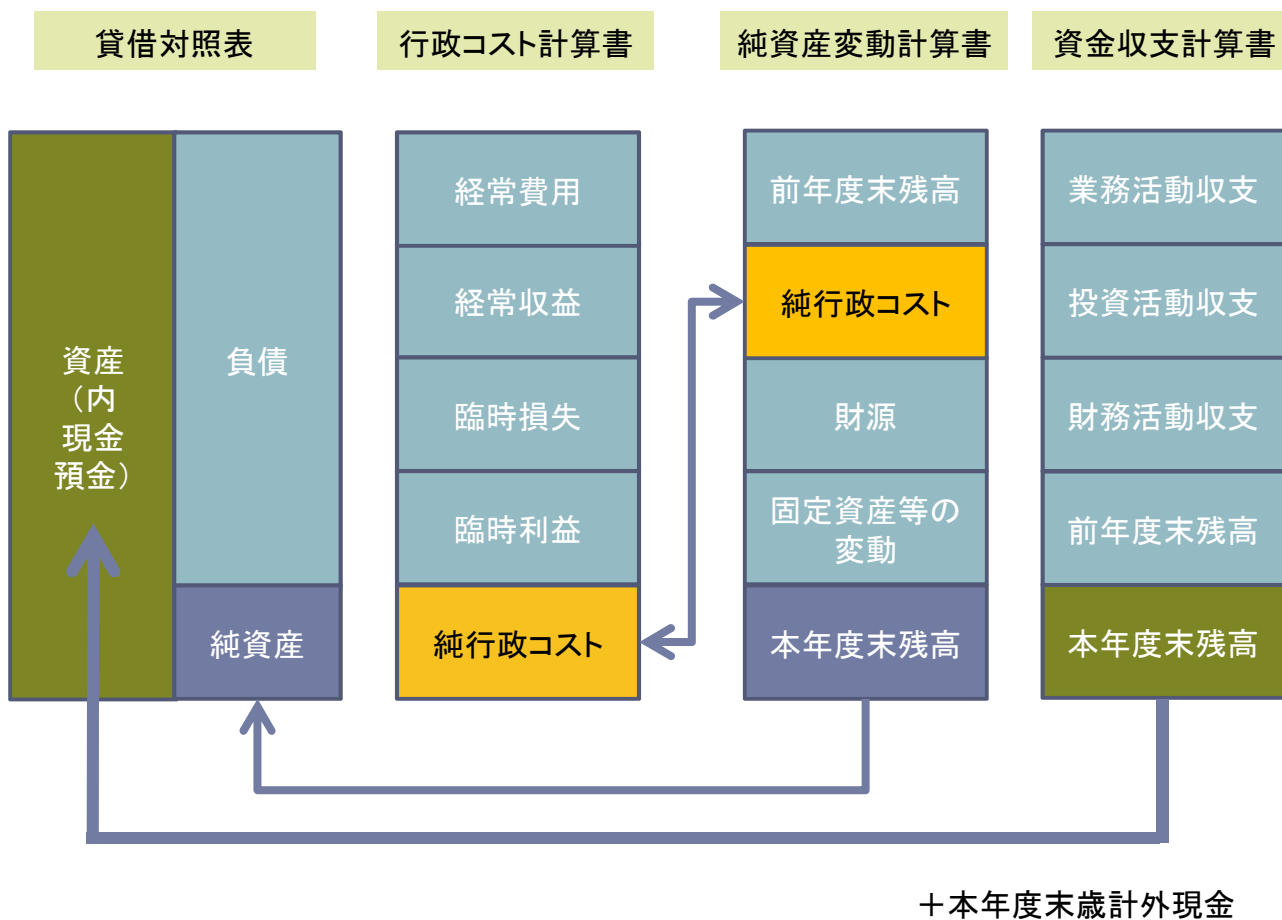 貸借対照表
行政コスト計算書
純資産変動計算書
資金収支計算書
資産
（内
現金
預金）
負債
純資産
経常費用
経常収益
臨時損失
臨時利益
純行政コスト
前年度末残高
純行政コスト
財源
固定資産等の
変動
本年度末残高
業務活動収支
投資活動収支
財務活動収支
前年度末残高
本年度末残高
＋本年度末歳計外現金